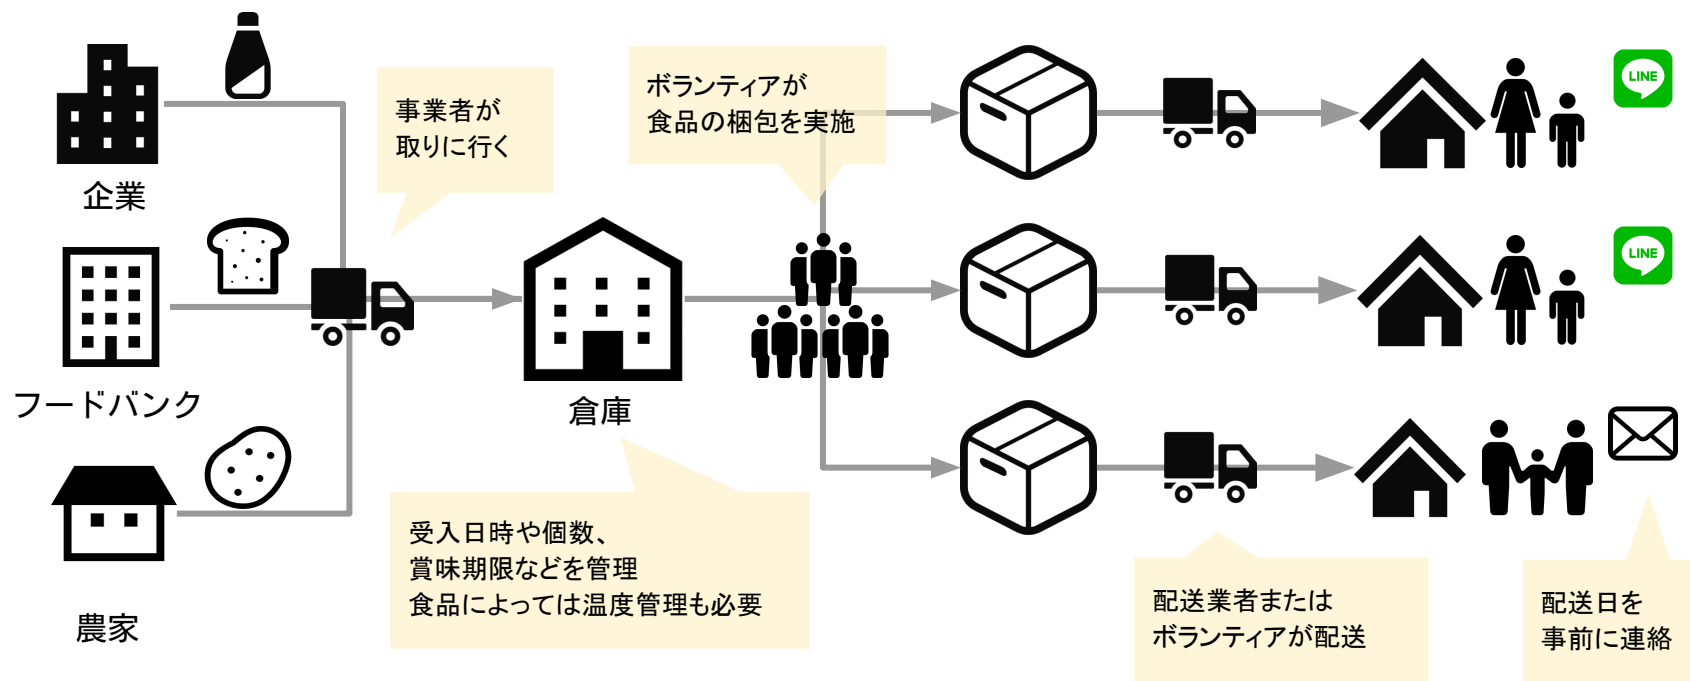 企業
フードバンク
農家
事業者が
取りに行く
倉庫
受入日時や個数、
賞味期限などを管理
食品によっては温度管理も必要
ボランティアが
食品の梱包を実施
配送業者または
ボランティアが配送
LINE
LINE
配送日を
事前に連絡